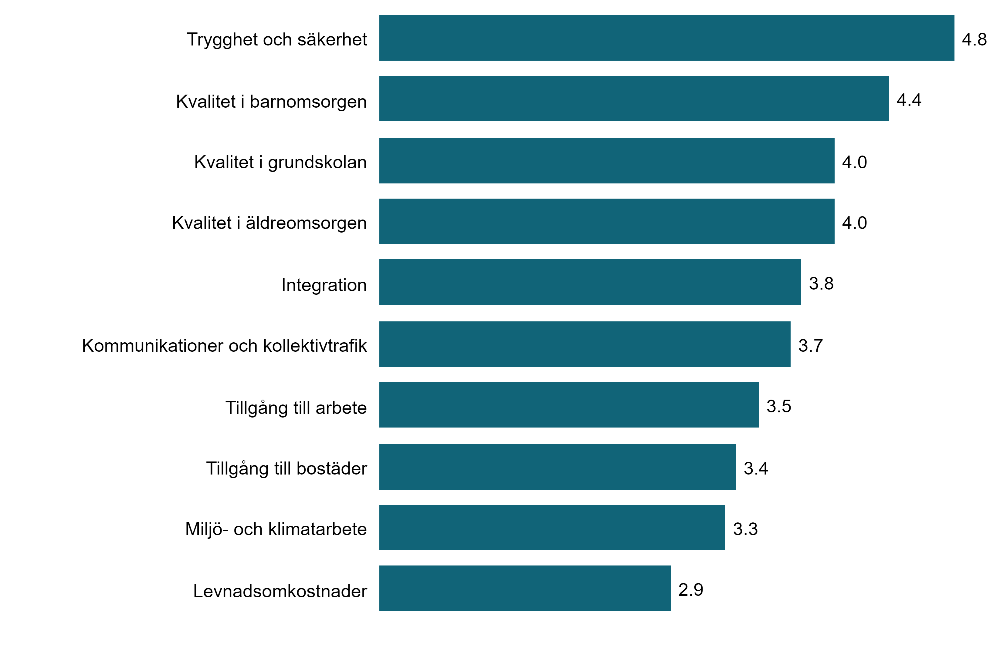 Trygghet och säkerhet 4.8
Kvalitet i barnomsorgen 4.4
Kvalitet i grundskolan 4.0
Kvalitet i äldreomsorgen 4.0
Integration 3.8
Kommunikationer och kollektivtrafik 3.7
Tillgång till arbete 3.5
Tillgång till bostäder 3.4
Miljö- och klimatarbete 3.3
Levnadsomkostnader 2.9